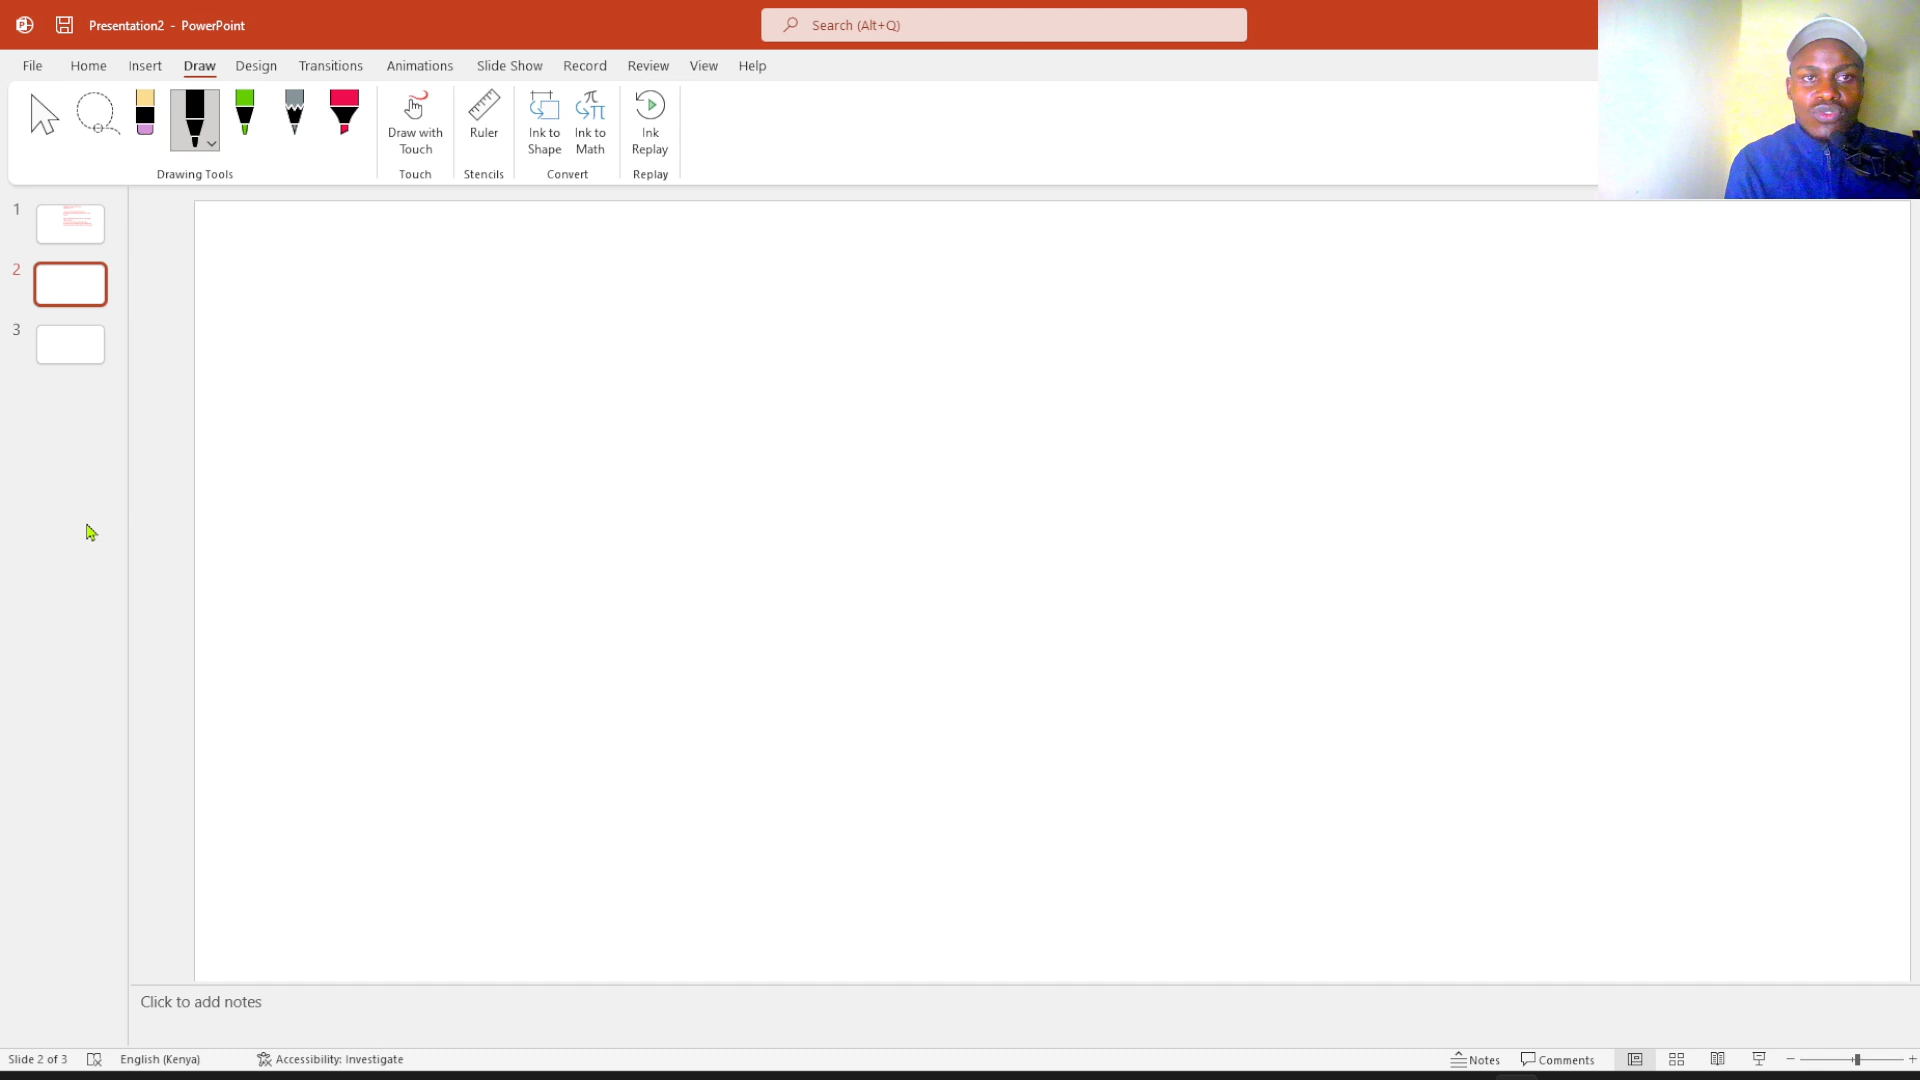 Presentation2 - PowerPoint
Search (Alt+Q)
File Home Insert Draw Design Transitions Animations Slide Show Record Review View Help
Draw with Touch
Ruler
Ink to Shape
Ink to Math
Ink Replay
Drawing Tools
Touch
Stencils
Convert
Replay
1
2
3
Click to add notes
Slide 2 of 3
English (Kenya)
Accessibility: Investigate
Notes
Comments